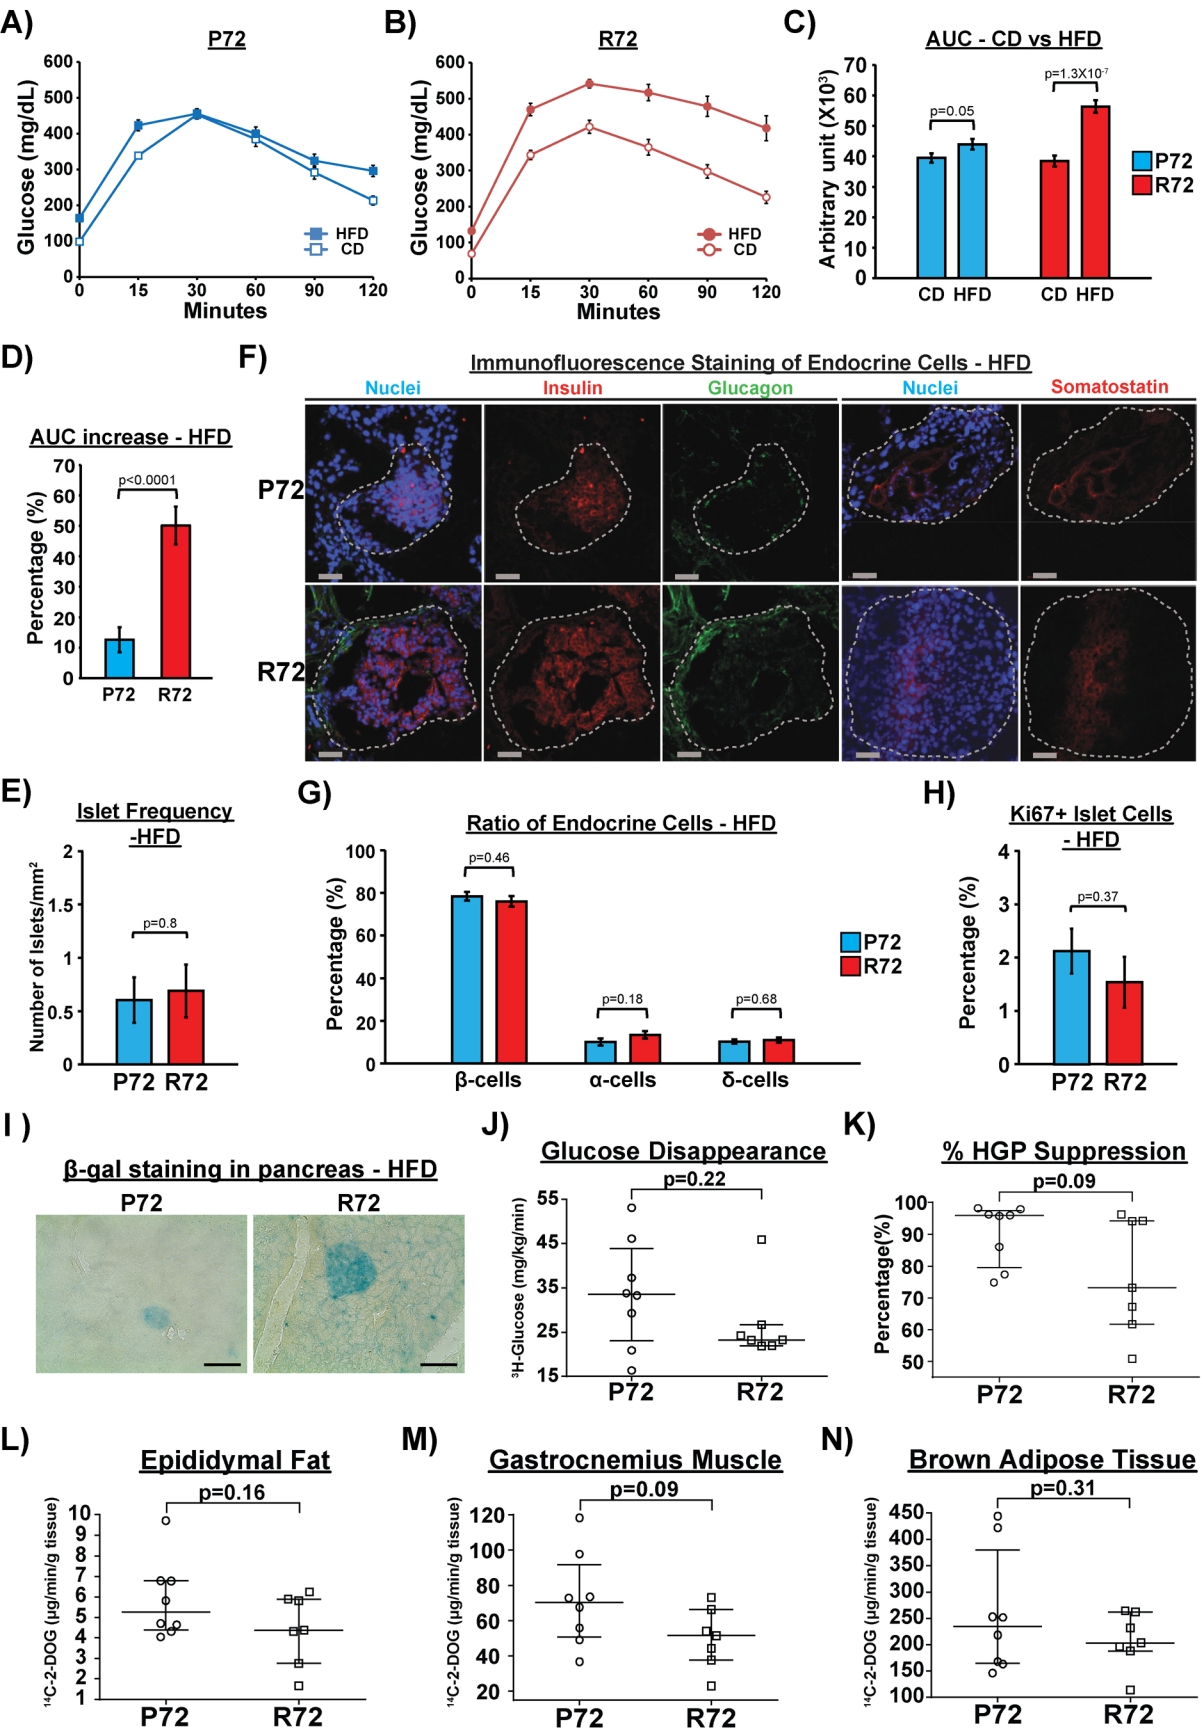 A)
P72
Glucose (mg/dL)
600
500
400
300
200
100
0
HFD
CD
0 15 30 60 90 120
Minutes
B)
R72
Glucose (mg/dL)
600
500
400
300
200
100
0
HFD
CD
0 15 30 60 90 120
Minutes
C)
AUC - CD vs HFD
Arbitrary unit (X10³)
70
60
50
40
30
20
10
0
p=0.05
p=1.3X10⁻⁷
P72
R72
CD HFD CD HFD
D)
AUC increase - HFD
Percentage (%)
70
60
50
40
30
20
10
0
p<0.0001
P72 R72
F)
Immunofluorescence Staining of Endocrine Cells - HFD
Nuclei Insulin Glucagon Nuclei Somatostatin
P72
R72
E)
Islet Frequency
-HFD
Number of Islets/mm²
2
1.5
1
0.5
0
p=0.8
P72 R72
G)
Ratio of Endocrine Cells - HFD
Percentage (%)
100
80
60
40
20
0
p=0.46
p=0.18
p=0.68
P72
R72
β-cells α-cells δ-cells
H)
Ki67+ Islet Cells
- HFD
Percentage (%)
4
3
2
1
0
p=0.37
P72 R72
I )
β-gal staining in pancreas - HFD
P72 R72
J)
Glucose Disappearance
p=0.22
³H-Glucose (mg/kg/min)
55
45
35
25
15
P72 R72
K)
% HGP Suppression
p=0.09
Percentage(%)
100
90
80
70
60
50
P72 R72
L)
Epididymal Fat
p=0.16
¹⁴C-2-DOG (µg/min/g tissue)
10
9
8
7
6
5
4
3
2
1
P72 R72
M)
Gastrocnemius Muscle
p=0.09
¹⁴C-2-DOG (µg/min/g tissue)
120
100
80
60
40
20
P72 R72
N)
Brown Adipose Tissue
p=0.31
¹⁴C-2-DOG (µg/min/g tissue)
450
400
350
300
250
200
150
100
P72 R72